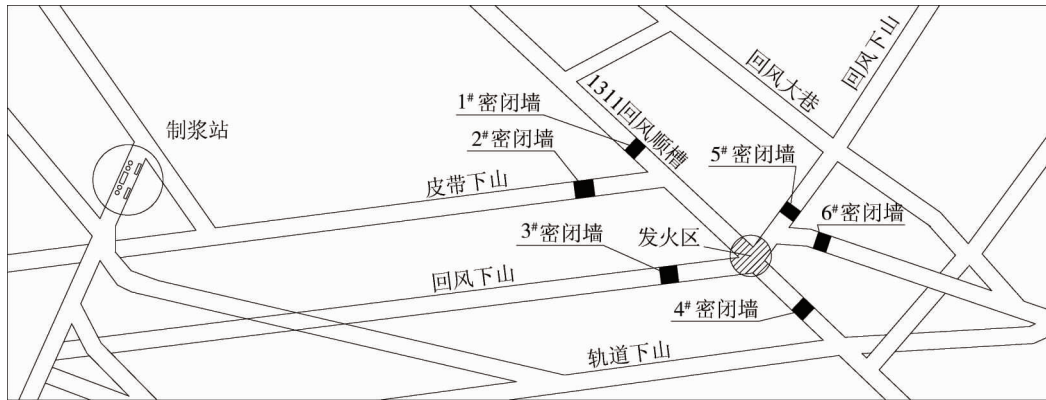 回风下山
回风大巷
1311回风顺槽
1#密闭墙
2#密闭墙
制浆站
5#密闭墙
皮带下山
6#密闭墙
3#密闭墙
发火区
回风下山
4#密闭墙
轨道下山